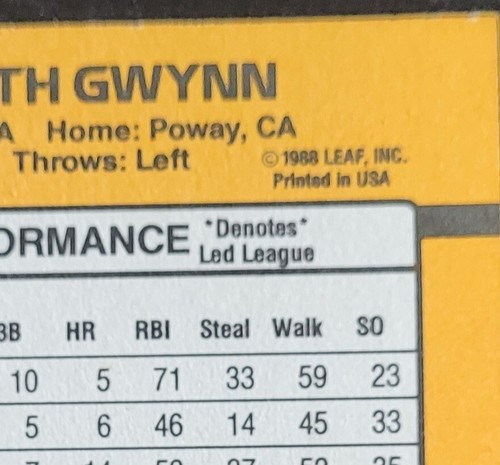 TH GWYNN
A Home: Poway, CA
Throws: Left © 1988 LEAF, INC.
Printed in USA
ORMANCE *Denotes*
Led League
3B HR RBI Steal Walk SO
10 5 71 33 59 23
5 6 46 14 45 33